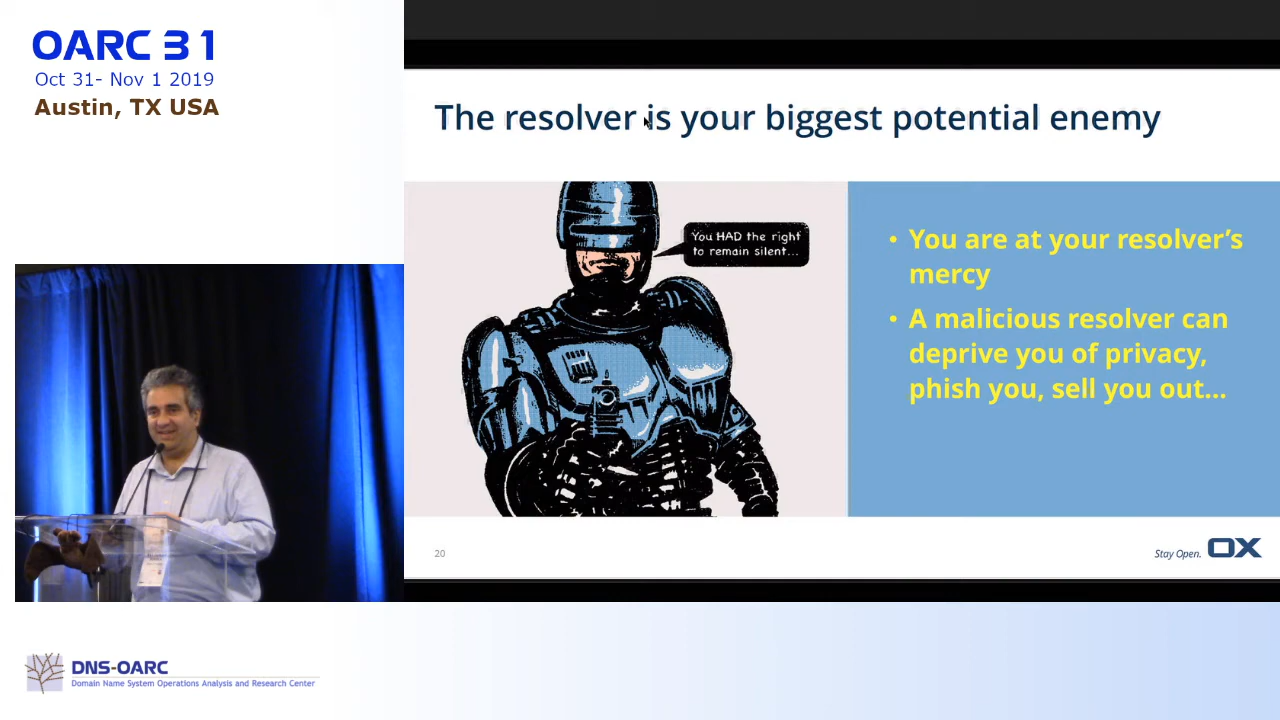 OARC 31
Oct 31- Nov 1 2019
Austin, TX USA
The resolver is your biggest potential enemy
You HAD the right
to remain silent...
• You are at your resolver's
mercy
• A malicious resolver can
deprive you of privacy,
phish you, sell you out...
20
Stay Open. OX
DNS-OARC
Domain Name System Operations Analysis and Research Center